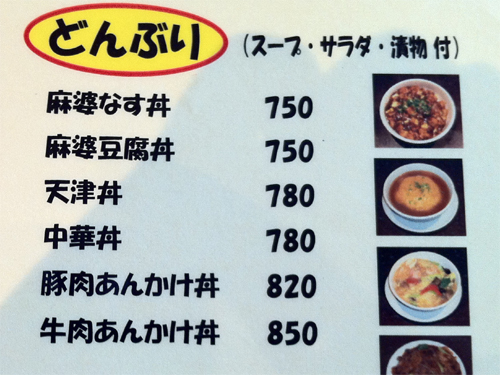 どんぶり (スープ・サラダ・漬物 付)
麻婆なす丼 750
麻婆豆腐丼 750
天津丼 780
中華丼 780
豚肉あんかけ丼 820
牛肉あんかけ丼 850